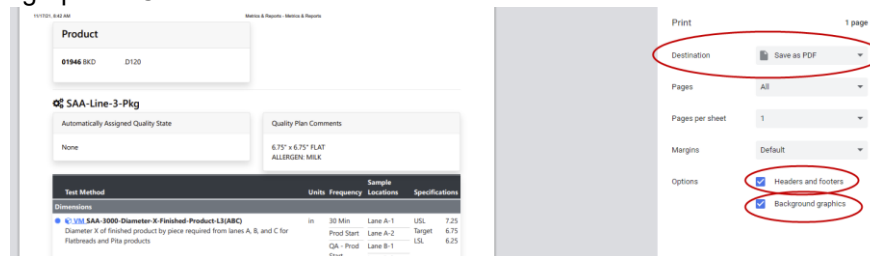 11/17/21, 8:42 AM Metrics & Reports - Metrics & Reports
Product
01946 BKD D120
SAA-Line-3-Pkg
Automatically Assigned Quality State Quality Plan Comments
None 6.75" x 6.75" FLAT
ALLERGEN: MILK
Test Method Units Frequency Sample Locations Specifications
Dimensions
VM SAA-3000-Diameter-X-Finished-Product-L3(ABC) in 30 Min Lane A-1 USL 7.25
Diameter X of finished product by piece required from lanes A, B, and C for Prod Start Lane A-2 Target 6.75
Flatbreads and Pita products QA - Prod Lane B-1 LSL 6.25
Start
Print 1 page
Destination Save as PDF
Pages All
Pages per sheet 1
Margins Default
Options Headers and footers
Background graphics